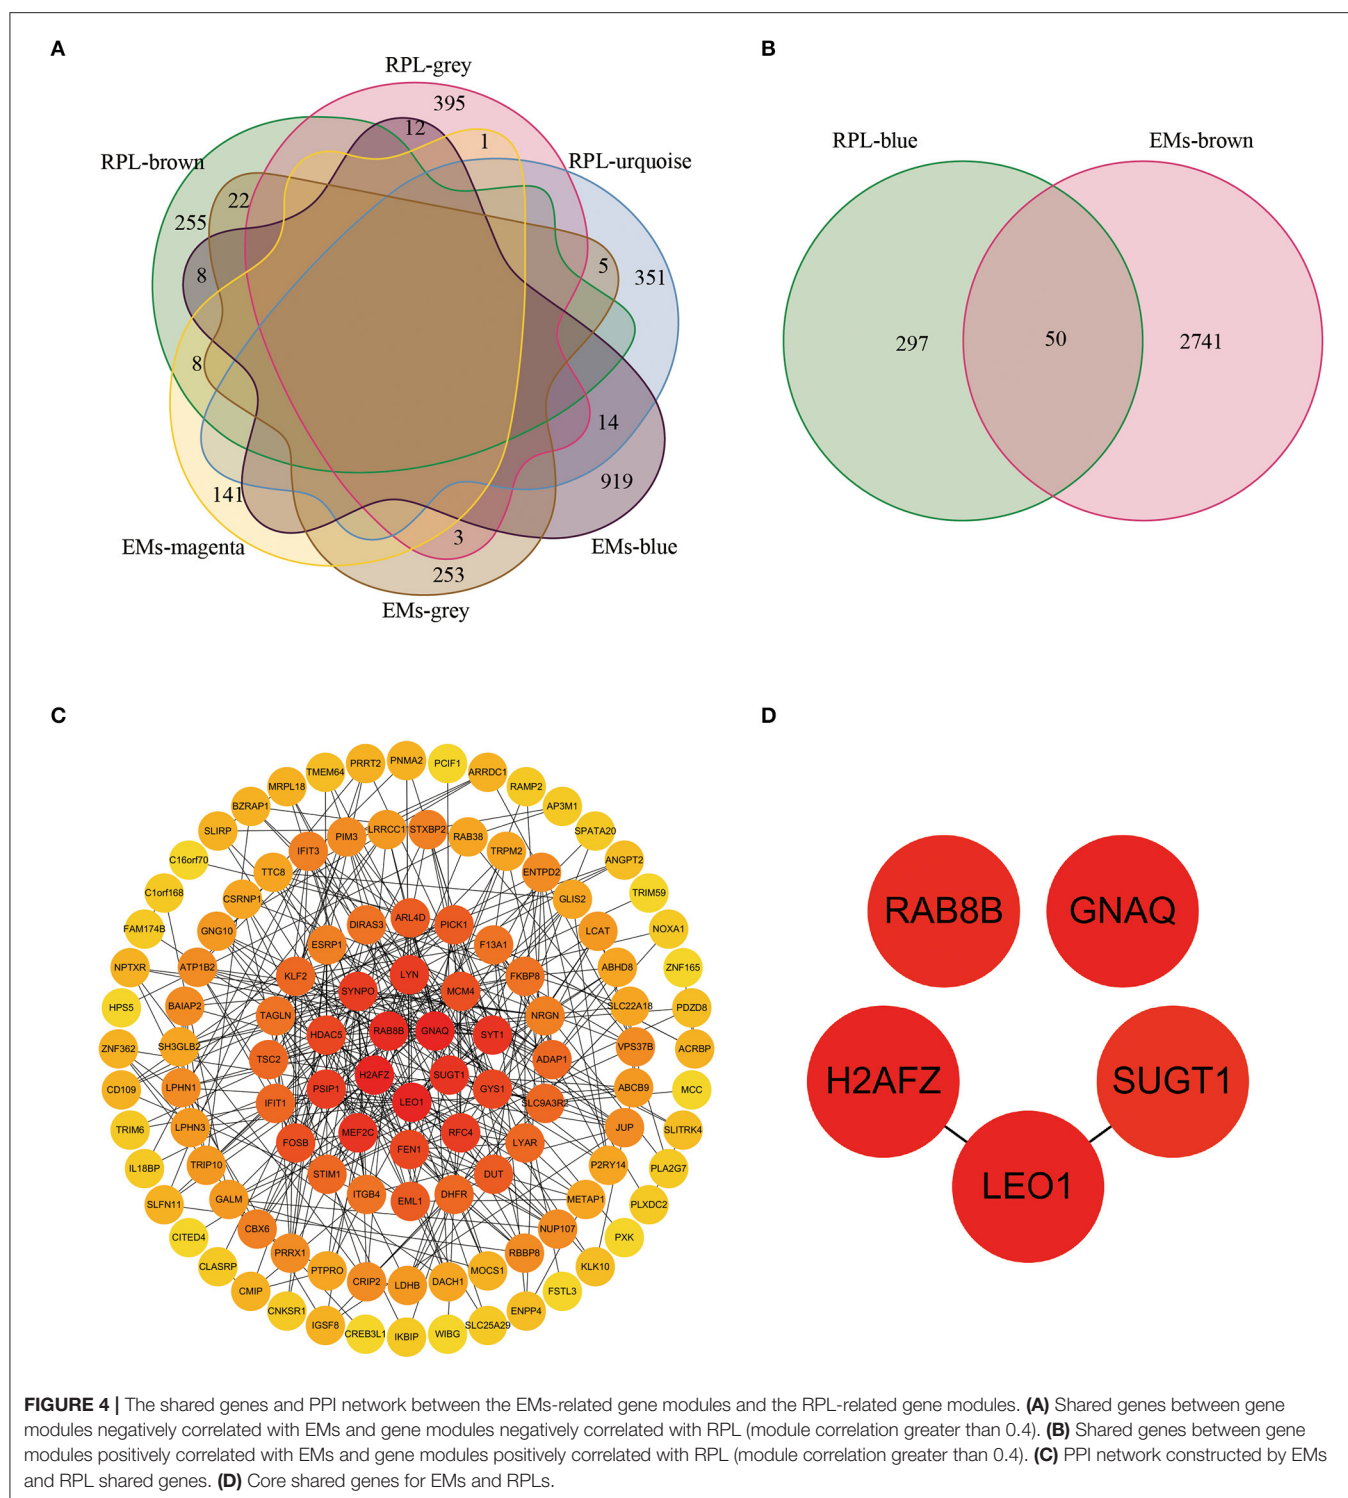 A
RPL-grey
395
12
1
RPL-brown
RPL-urquoise
22
255
5
351
8
8
14
141
919
EMs-magenta
3
EMs-blue
253
EMs-grey
B
RPL-blue
EMs-brown
297
50
2741
C
PNMA2
PCIF1
PRRT2
ARRDC1
TMEM64
RAMP2
MRPL18
AP3M1
BZRAP1
SPATA20
SLIRP
ANGPT2
C16orf70
TRIM59
C1orf168
NOXA1
FAM174B
ZNF165
NPTXR
PDZD8
HPS5
ACRBP
ZNF362
MCC
CD109
SLITRK4
TRIM6
PLA2G7
IL18BP
PLXDC2
SLFN11
PXK
CITED4
KLK10
CLASRP
FSTL3
CMIP
ENPP4
CNKSR1
SLC25A29
IGSF8
WIBG
CREB3L1
IKBIP
LRRCC1
STXBP2
PIM3
RAB38
IFIT3
TRPM2
TTC8
ENTPD2
CSRNP1
GLIS2
GNG10
LCAT
ATP1B2
ABHD8
BAIAP2
SLC22A18
SH3GLB2
VPS37B
LPHN1
ABCB9
LPHN3
JUP
TRIP10
P2RY14
GALM
METAP1
CBX6
NUP107
PRRX1
RBBP8
PTPRO
MOCS1
CRIP2
LDHB
DACH1
ARL4D
PICK1
DIRAS3
F13A1
ESRP1
FKBP8
KLF2
NRGN
TAGLN
ADAP1
TSC2
SLC9A3R2
IFIT1
LYAR
FOSB
DUT
STIM1
DHFR
ITGB4
EML1
LYN
MCM4
SYNPO
SYT1
HDAC5
GYS1
PSIP1
RFC4
MEF2C
FEN1
RAB8B
GNAQ
H2AFZ
SUGT1
LEO1
D
RAB8B
GNAQ
H2AFZ
SUGT1
LEO1
FIGURE 4 | The shared genes and PPI network between the EMs-related gene modules and the RPL-related gene modules. (A) Shared genes between gene
modules negatively correlated with EMs and gene modules negatively correlated with RPL (module correlation greater than 0.4). (B) Shared genes between gene
modules positively correlated with EMs and gene modules positively correlated with RPL (module correlation greater than 0.4). (C) PPI network constructed by EMs
and RPL shared genes. (D) Core shared genes for EMs and RPLs.